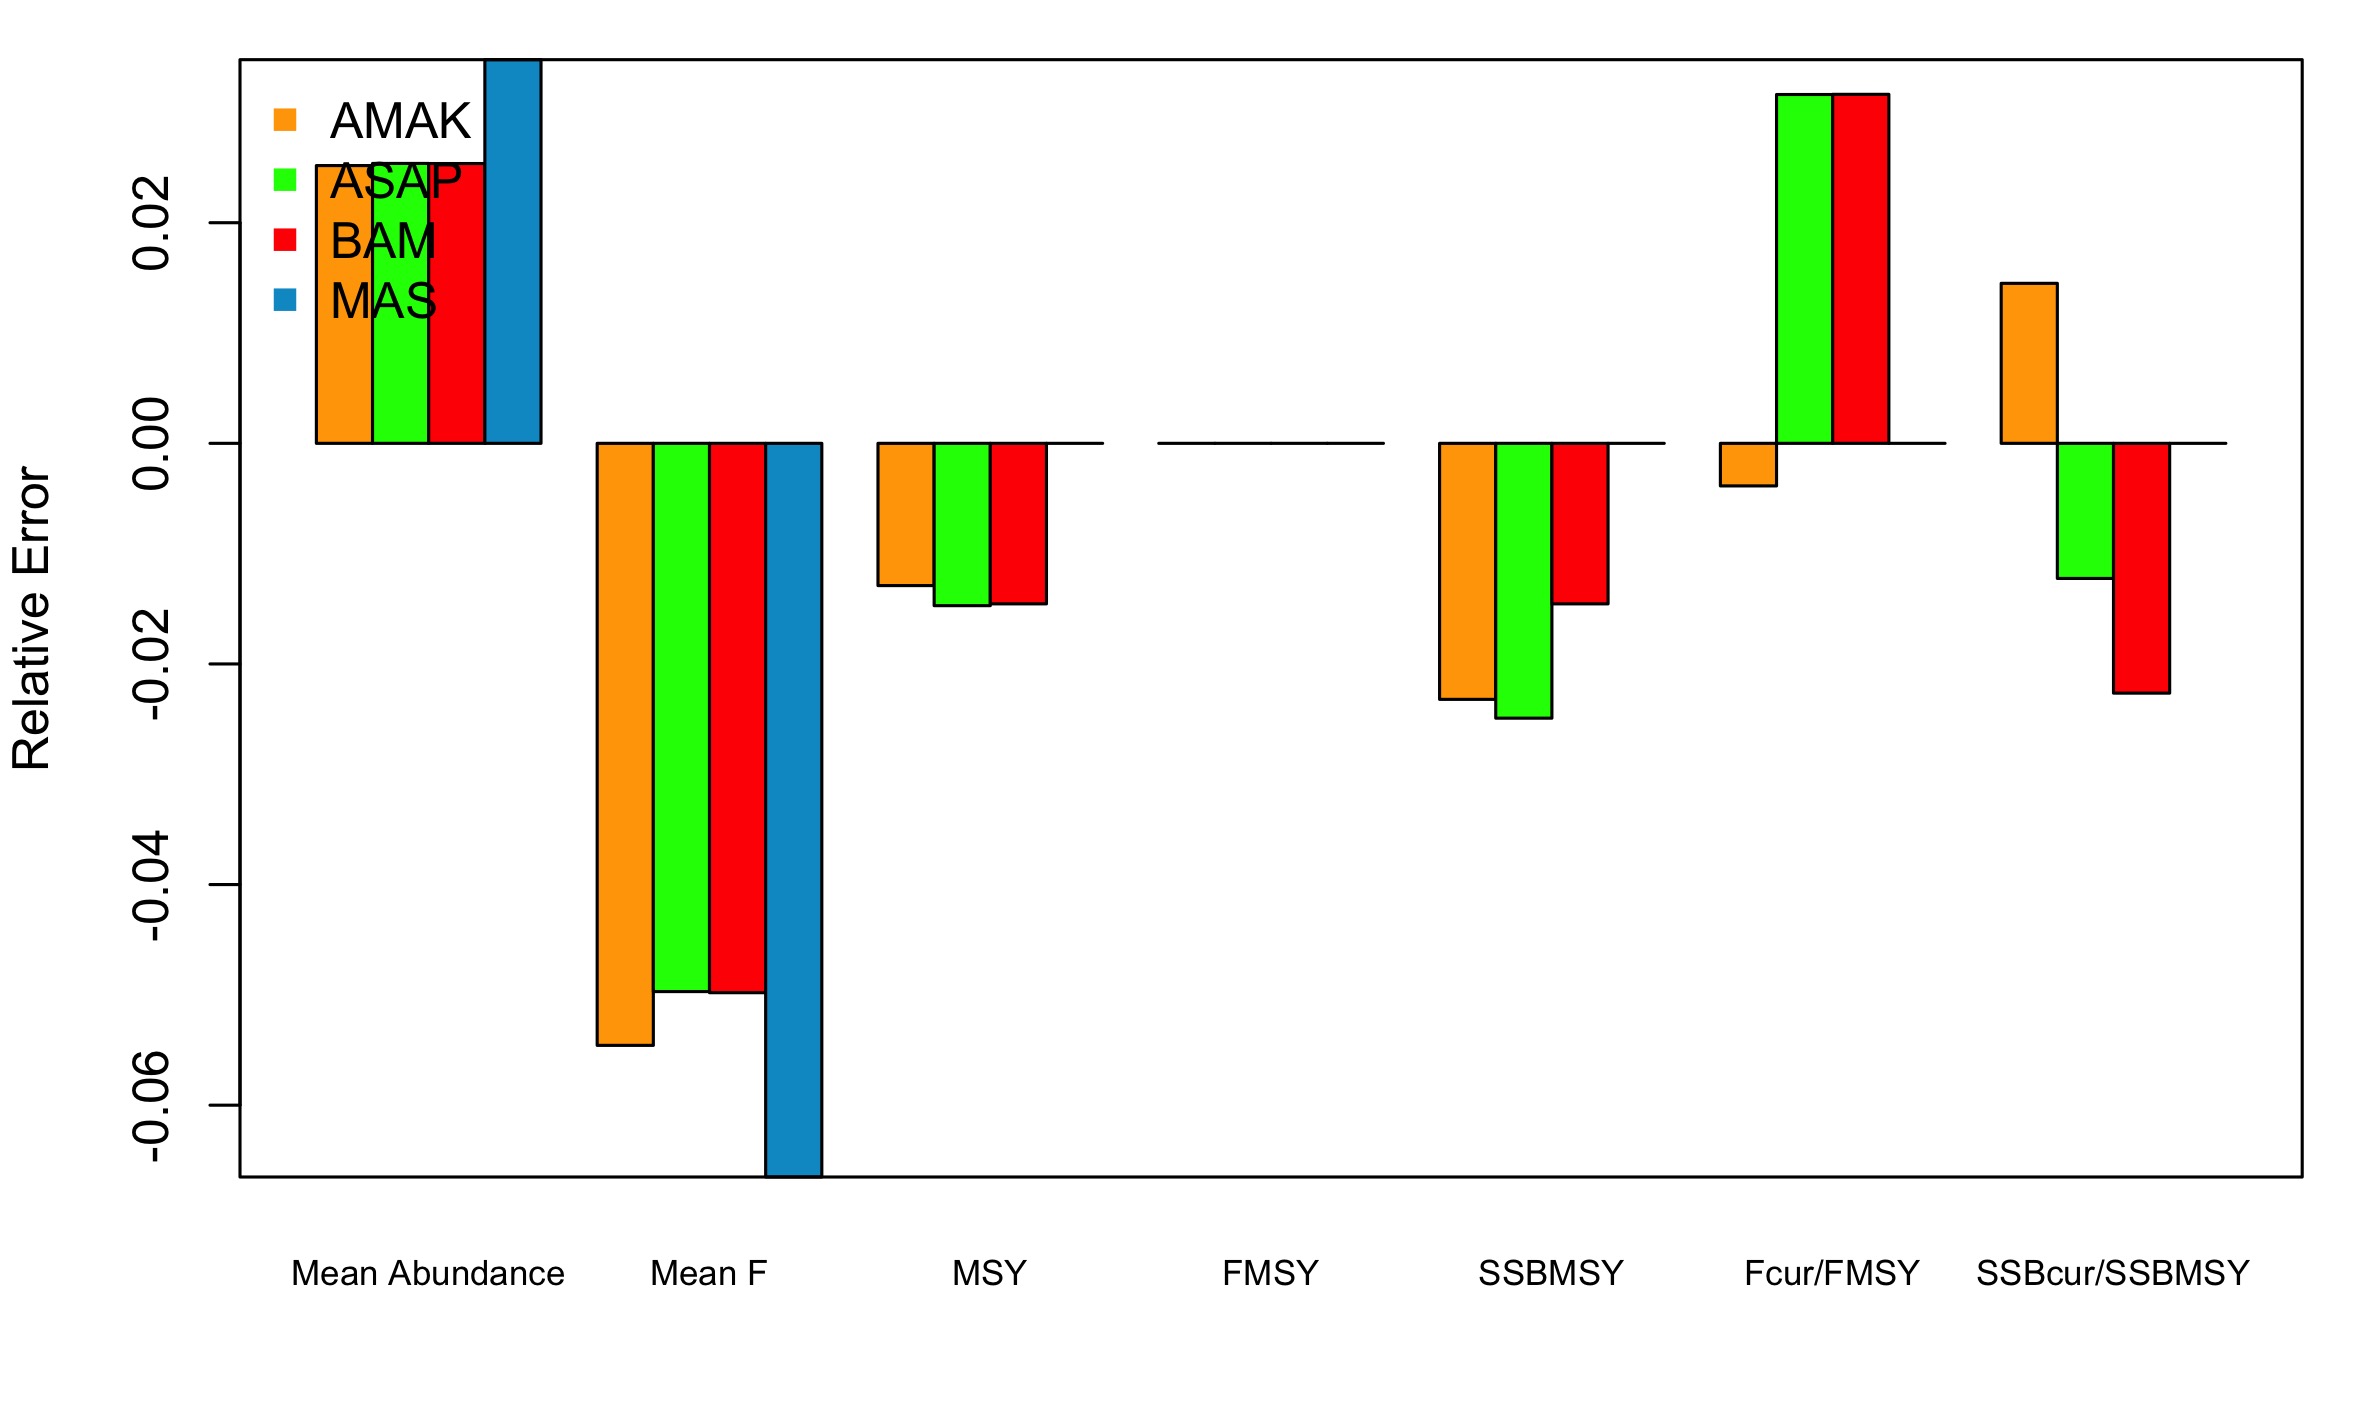 AMAK
ASAP
BAM
MAS
Relative Error
0.02
0.00
-0.02
-0.04
-0.06
Mean Abundance
Mean F
MSY
FMSY
SSBMSY
Fcur/FMSY
SSBcur/SSBMSY